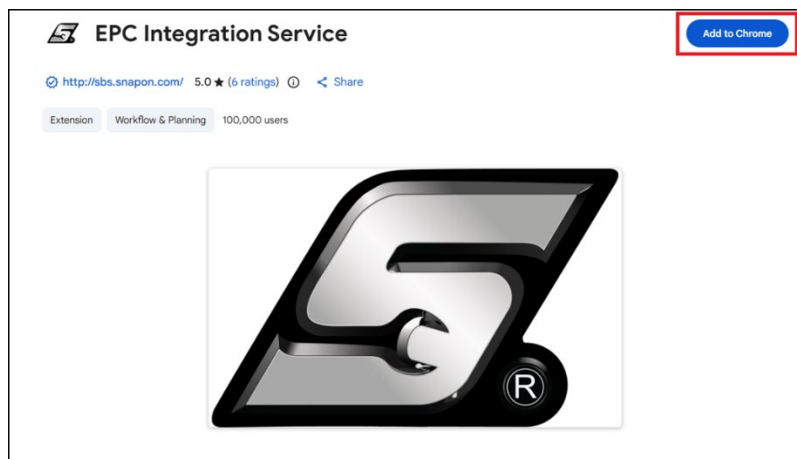 EPC Integration Service
Add to Chrome
http://sbs.snapon.com/ 5.0 ★ (6 ratings) Share
Extension Workflow & Planning 100,000 users
®